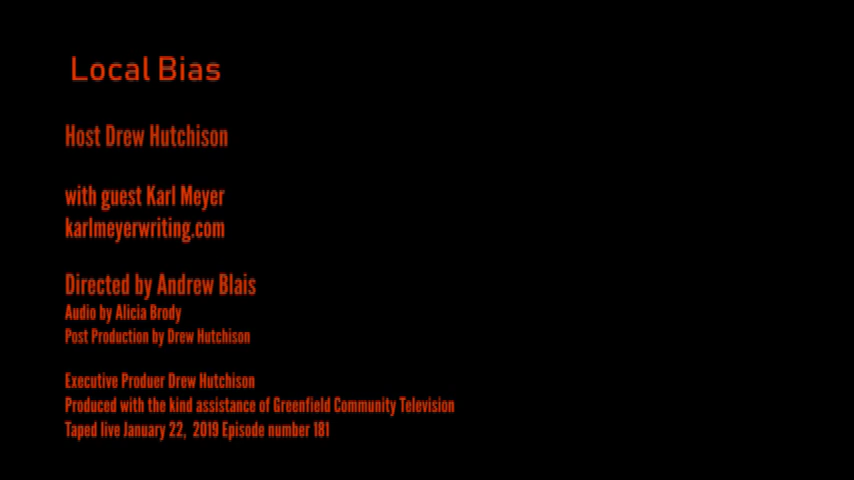 Local Bias
Host Drew Hutchison
with guest Karl Meyer
karlmeyerwriting.com
Directed by Andrew Blais
Audio by Alicia Brody
Post Production by Drew Hutchison
Executive Produer Drew Hutchison
Produced with the kind assistance of Greenfield Community Television
Taped live January 22, 2019 Episode number 181